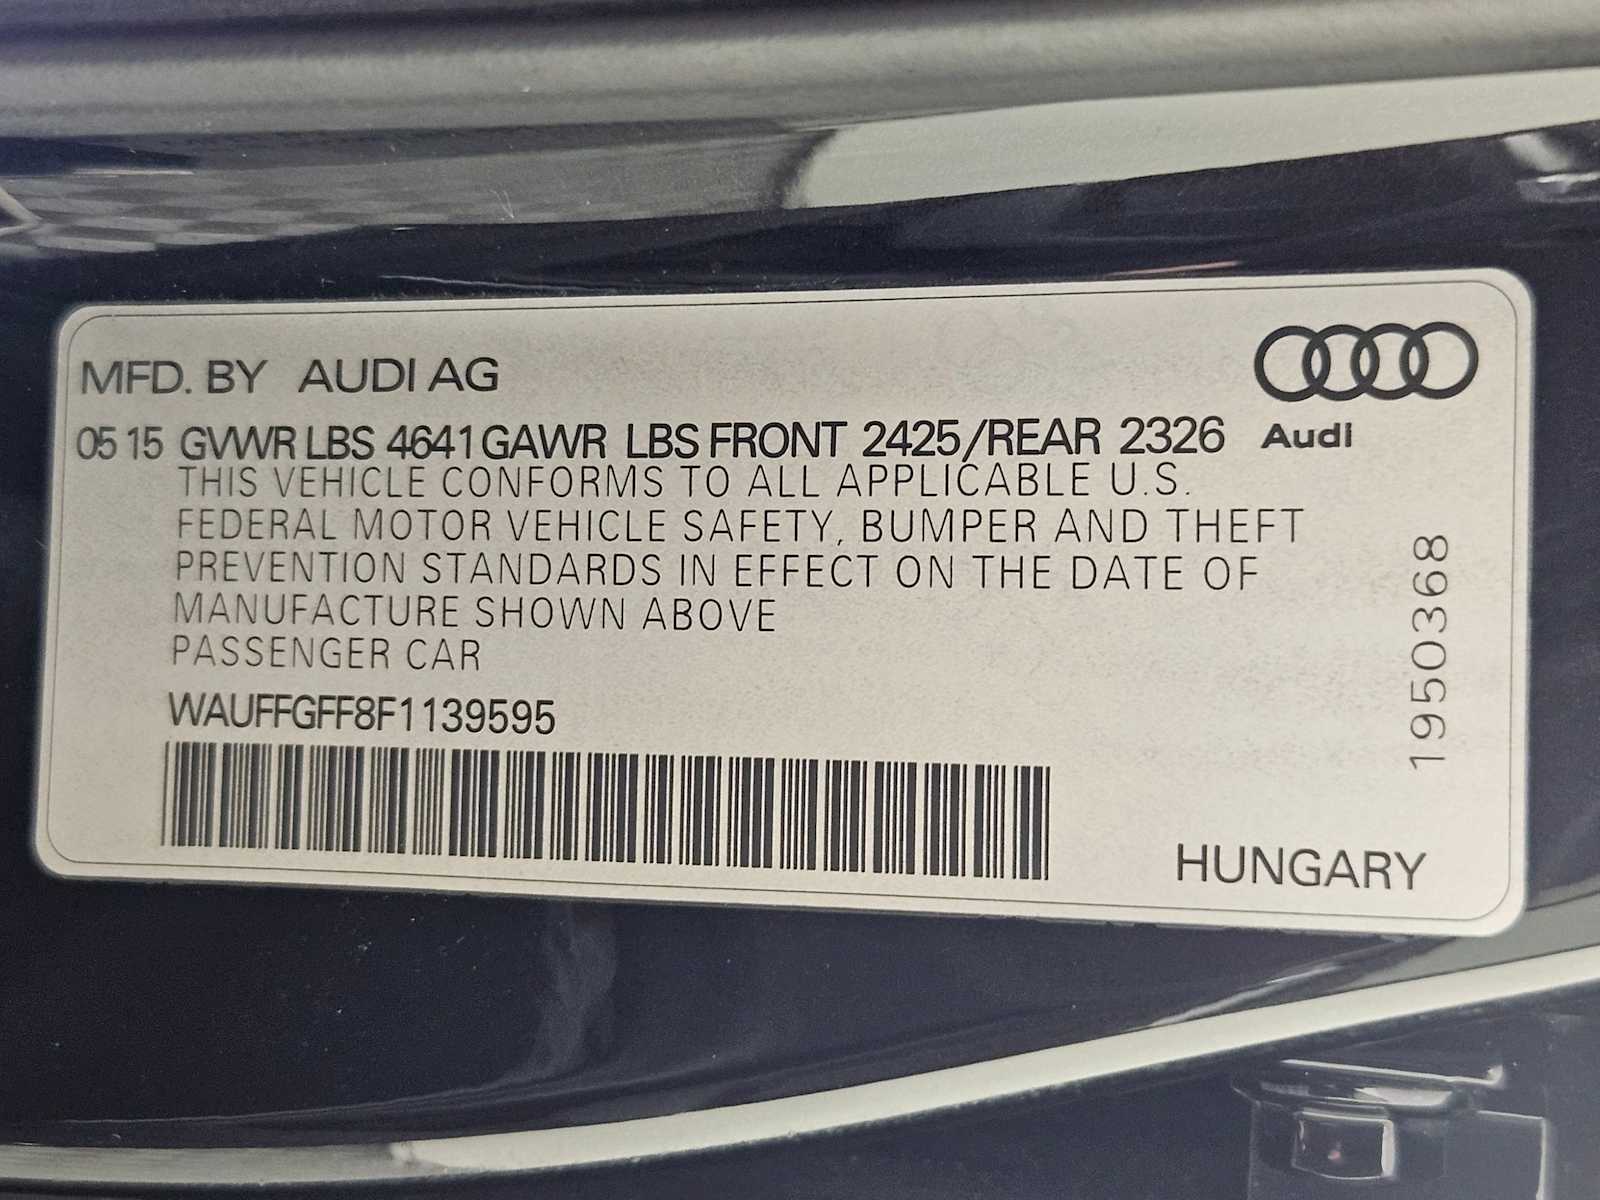 MFD. BY AUDI AG
05 15 GVWR LBS 4641 GAWR LBS FRONT 2425/REAR 2326
Audi
THIS VEHICLE CONFORMS TO ALL APPLICABLE U.S.
FEDERAL MOTOR VEHICLE SAFETY, BUMPER AND THEFT
PREVENTION STANDARDS IN EFFECT ON THE DATE OF
MANUFACTURE SHOWN ABOVE
PASSENGER CAR
WAUFFGFF8F1139595
1950368
HUNGARY